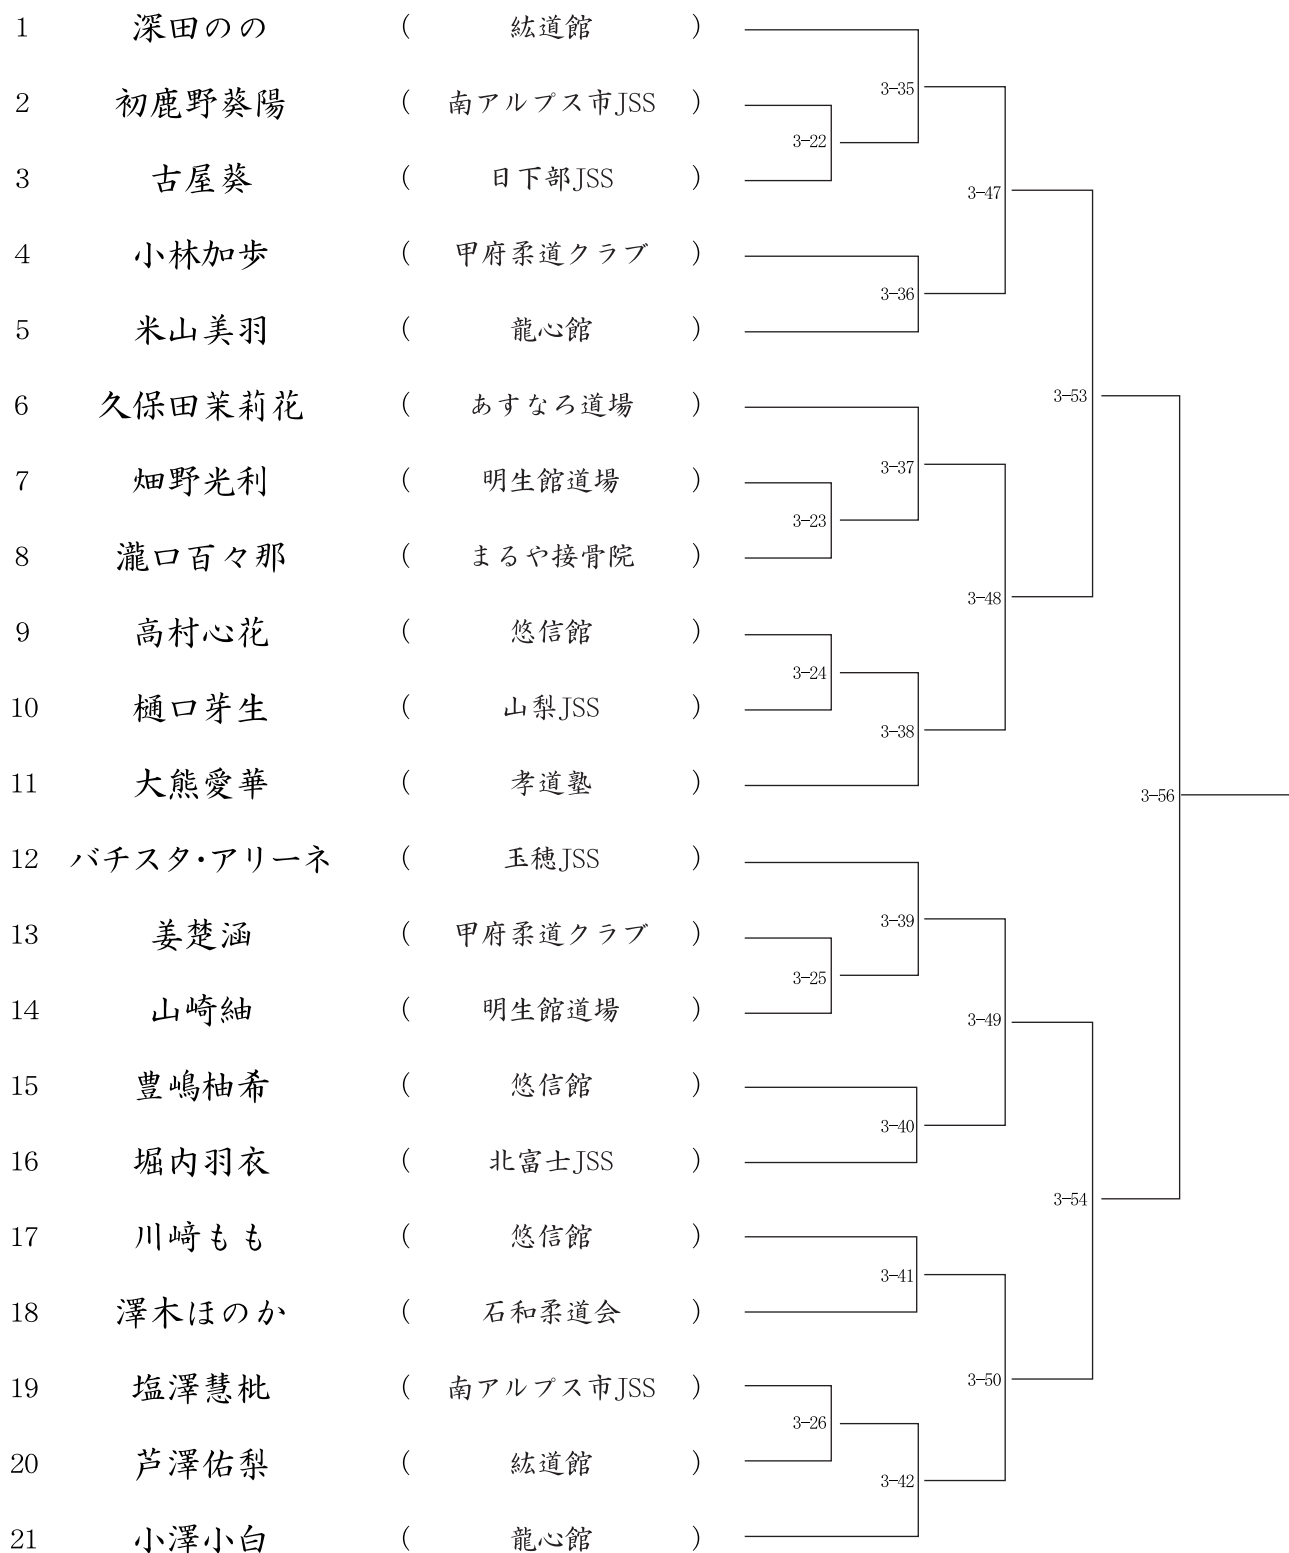 1 深田のの ( 紘道館 )
3-35
2 初鹿野葵陽 ( 南アルプス市JSS )
3-22
3 古屋葵 ( 日下部JSS )
3-47
4 小林加歩 ( 甲府柔道クラブ )
3-36
5 米山美羽 ( 龍心館 )
3-53
6 久保田茉莉花 ( あすなろ道場 )
3-37
7 畑野光利 ( 明生館道場 )
3-23
8 瀧口百々那 ( まるや接骨院 )
3-48
9 高村心花 ( 悠信館 )
3-24
10 樋口芽生 ( 山梨JSS )
3-38
11 大熊愛華 ( 孝道塾 )
3-56
12 バチスタ・アリーネ ( 玉穂JSS )
3-39
13 姜楚涵 ( 甲府柔道クラブ )
3-25
14 山崎紬 ( 明生館道場 )
3-49
15 豊嶋柚希 ( 悠信館 )
3-40
16 堀内羽衣 ( 北富士JSS )
3-54
17 川﨑もも ( 悠信館 )
3-41
18 澤木ほのか ( 石和柔道会 )
3-50
19 塩澤慧枇 ( 南アルプス市JSS )
3-26
20 芦澤佑梨 ( 紘道館 )
3-42
21 小澤小白 ( 龍心館 )